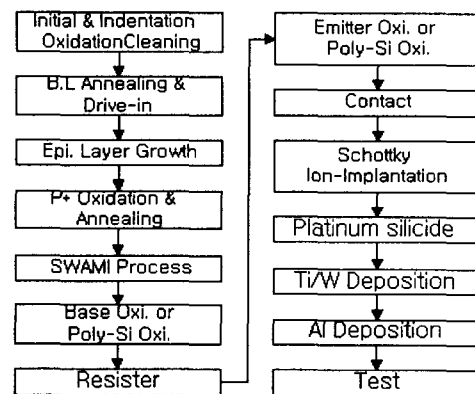 Initial & Indentation
OxidationCleaning
B.L Annealing &
Drive-in
Epi. Layer Growth
P+ Oxidation &
Annealing
SWAMI Process
Base Oxi. or
Poly-Si Oxi.
Resister
Emitter Oxi. or
Poly-Si Oxi.
Contact
Schottky
Ion-Implantation
Platinum silicide
Ti/W Deposition
Al Deposition
Test